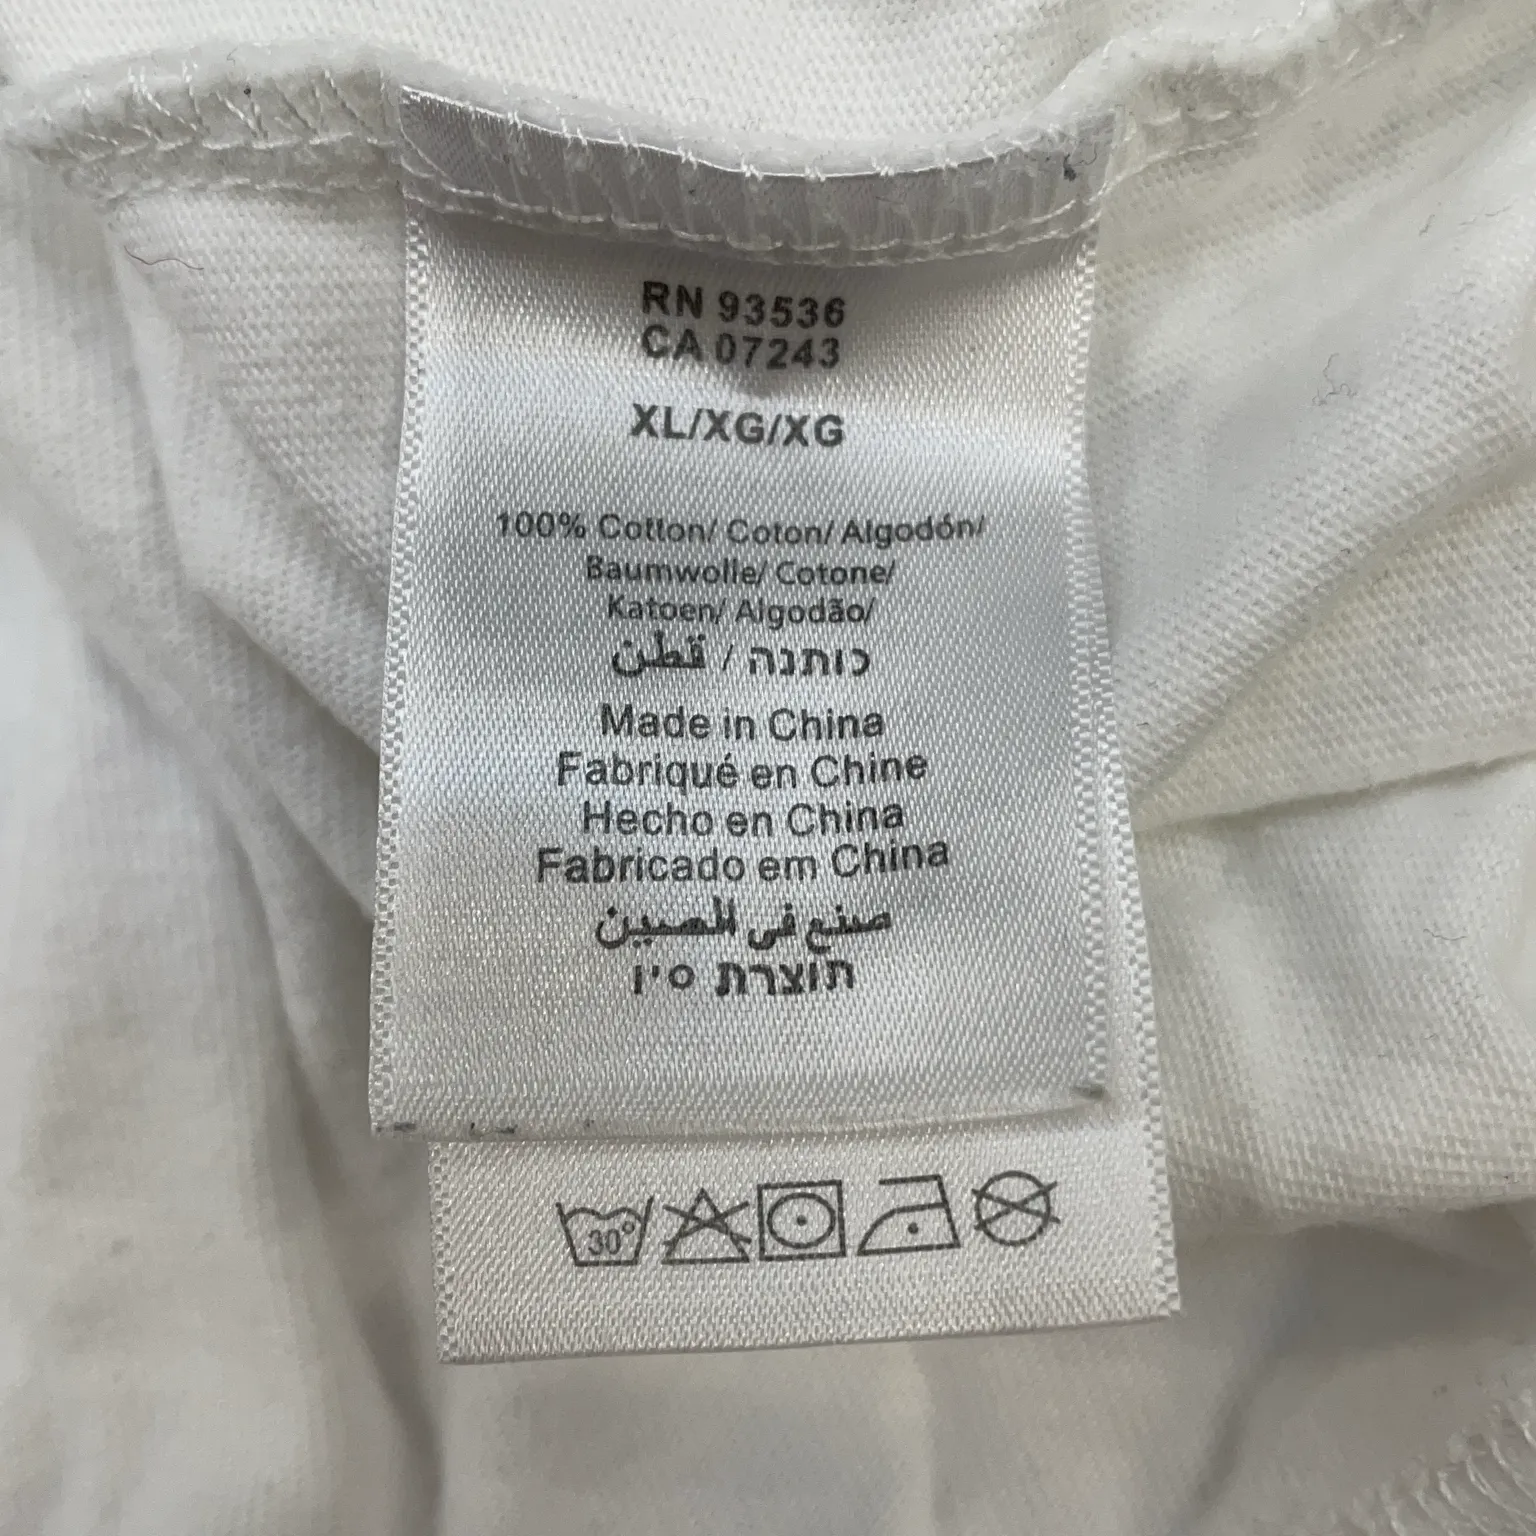 RN 93536
CA 07243
XL/XG/XG
100% Cotton/ Coton/ Algodón/
Baumwolle/ Cotone/
Katoen/ Algodão/
כותנה / قطن
Made in China
Fabriqué en Chine
Hecho en China
Fabricado em China
صنع في الصين
תוצרת סין
30°